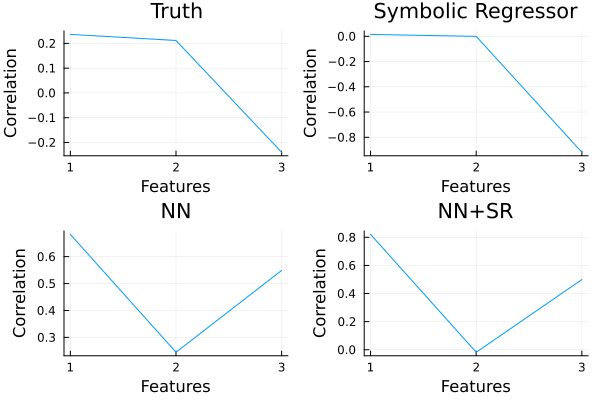 Truth
Correlation
0.2
0.1
0.0
−0.1
−0.2
1 2 3
Features
Symbolic Regressor
Correlation
0.0
−0.2
−0.4
−0.6
−0.8
1 2 3
Features
NN
Correlation
0.6
0.5
0.4
0.3
1 2 3
Features
NN+SR
Correlation
0.8
0.6
0.4
0.2
0.0
1 2 3
Features